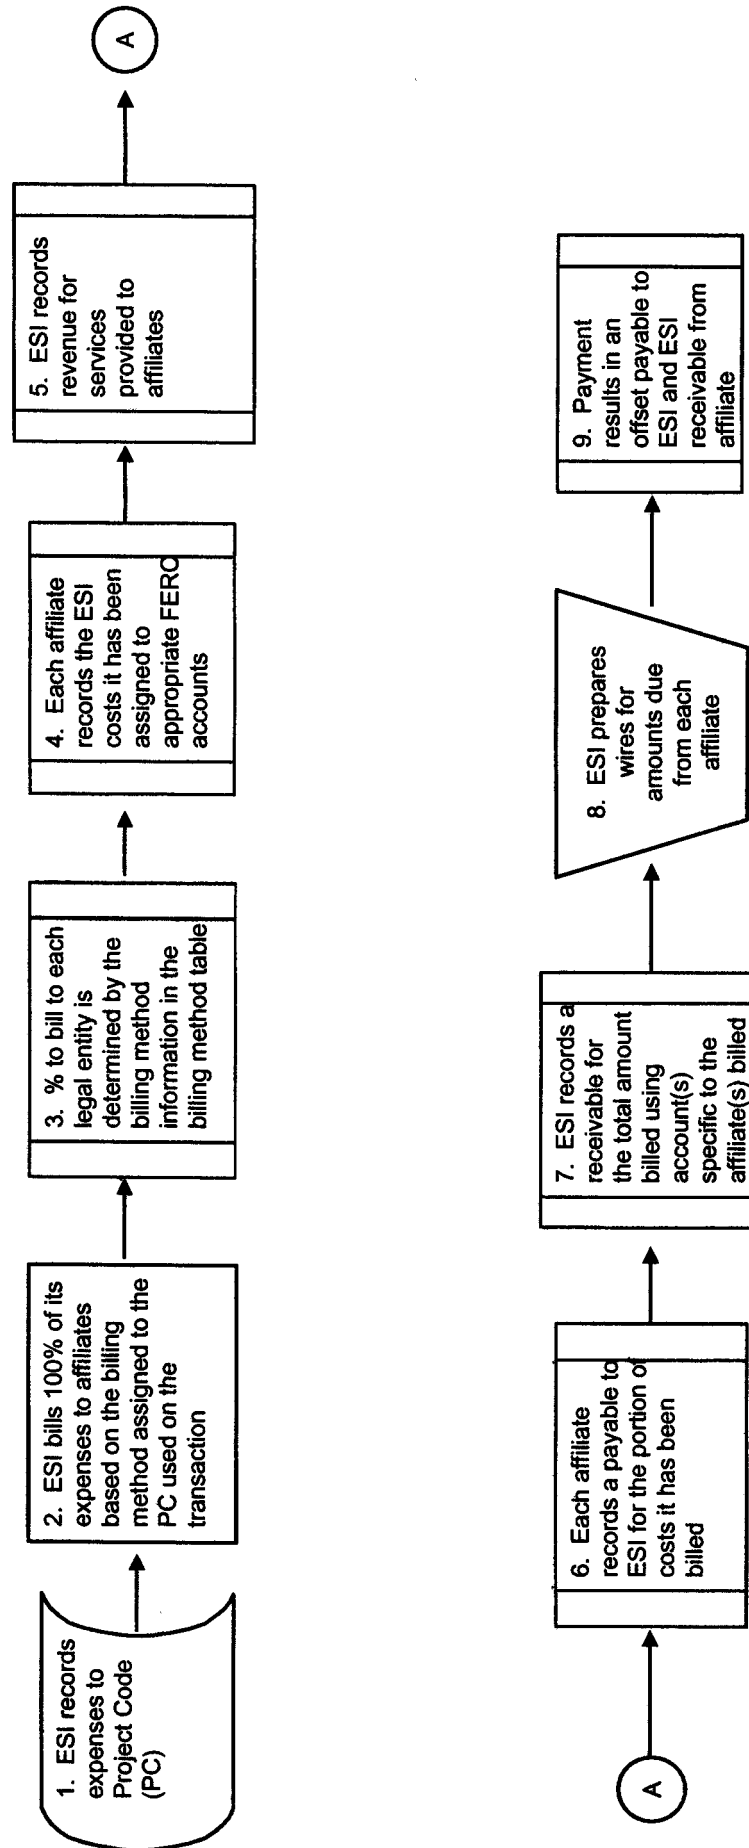 1. ESI records
expenses to
Project Code
(PC)
2. ESI bills 100% of its
expenses to affiliates
based on the billing
method assigned to the
PC used on the
transaction
3. % to bill to each
legal entity is
determined by the
billing method
information in the
billing method table
4. Each affiliate
records the ESI
costs it has been
assigned to
appropriate FERC
accounts
5. ESI records
revenue for
services
provided to
affiliates
A
A
6. Each affiliate
records a payable to
ESI for the portion of
costs it has been
billed
7. ESI records a
receivable for
the total amount
billed using
account(s)
specific to the
affiliate(s) billed
8. ESI prepares
wires for
amounts due
from each
affiliate
9. Payment
results in an
offset payable to
ESI and ESI
receivable from
affiliate